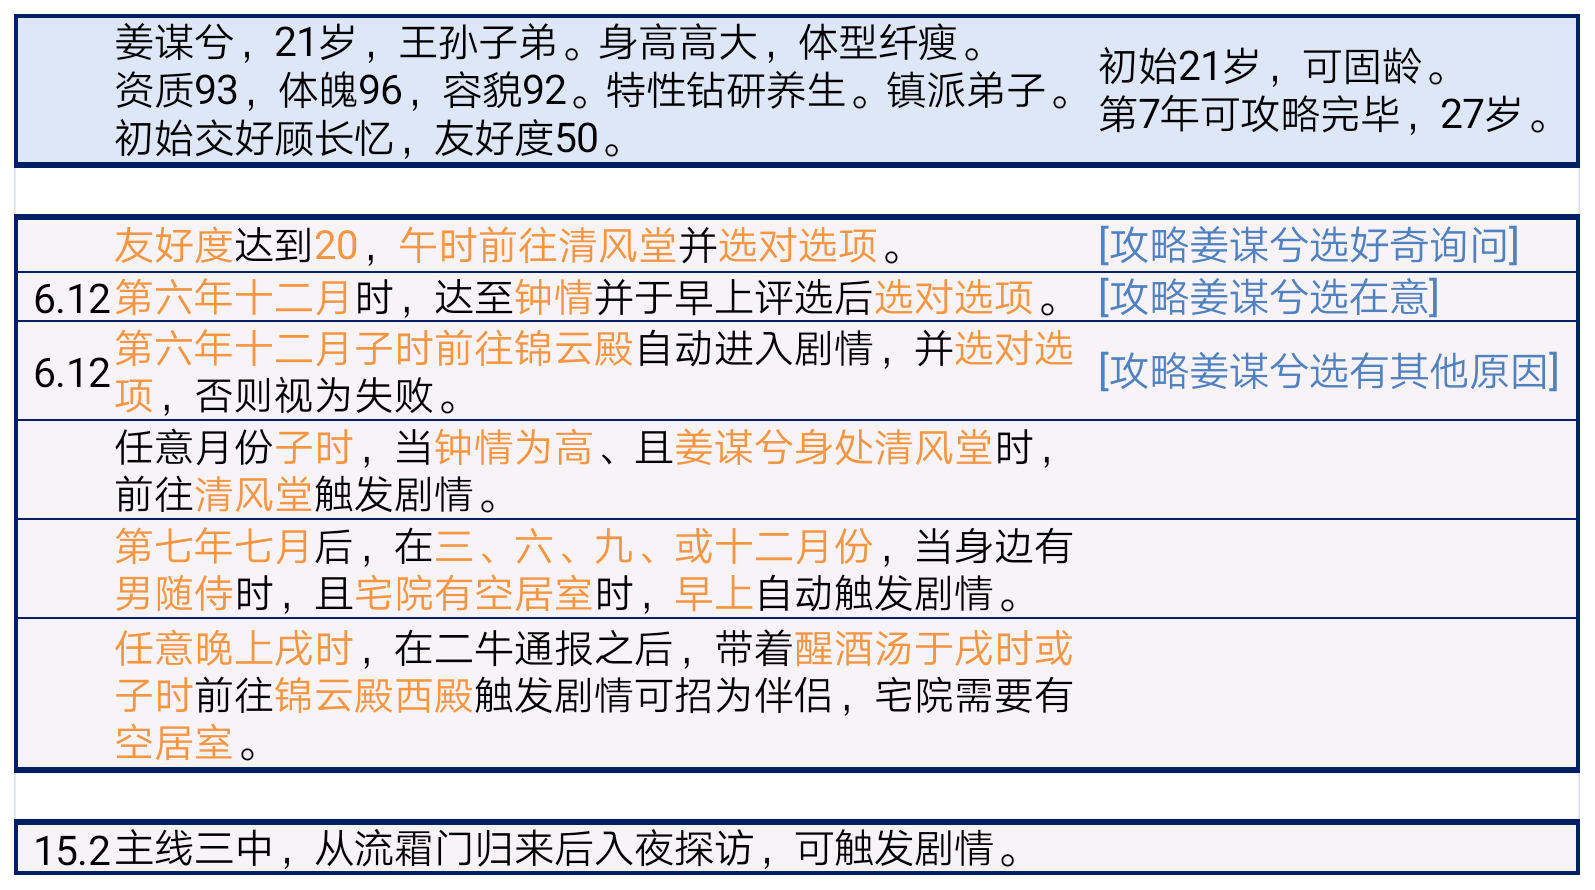 姜谋兮，21岁，王孙子弟。身高高大，体型纤瘦。
资质93，体魄96，容貌92。特性钻研养生。镇派弟子。
初始交好顾长忆，友好度50。
初始21岁，可固龄。
第7年可攻略完毕，27岁。
友好度达到20，午时前往清风堂并选对选项。
[攻略姜谋兮选好奇询问]
6.12 第六年十二月时，达至钟情并于早上评选后选对选项。
[攻略姜谋兮选在意]
6.12
第六年十二月子时前往锦云殿自动进入剧情，并选对选
项，否则视为失败。
[攻略姜谋兮选有其他原因]
任意月份子时，当钟情为高、且姜谋兮身处清风堂时，
前往清风堂触发剧情。
第七年七月后，在三、六、九、或十二月份，当身边有
男随侍时，且宅院有空居室时，早上自动触发剧情。
任意晚上戌时，在二牛通报之后，带着醒酒汤于戌时或
子时前往锦云殿西殿触发剧情可招为伴侣，宅院需要有
空居室。
15.2 主线三中，从流霜门归来后入夜探访，可触发剧情。